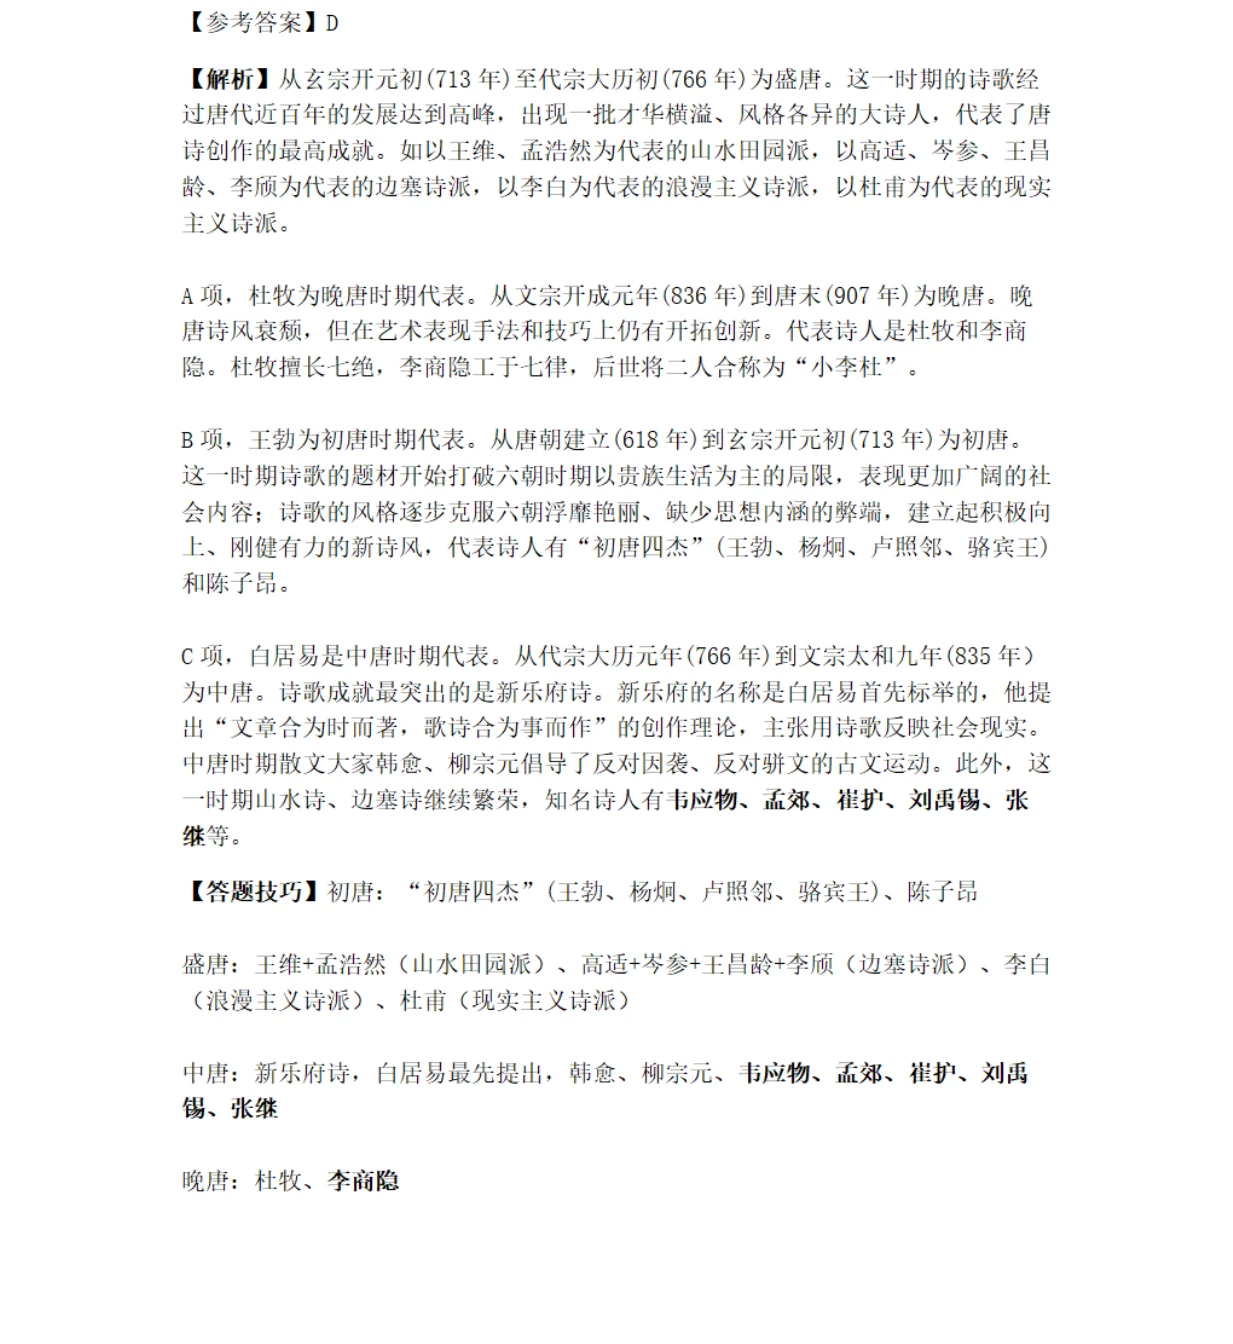 【参考答案】D
【解析】从玄宗开元初(713 年)至代宗大历初(766 年)为盛唐。这一时期的诗歌经
过唐代近百年的发展达到高峰，出现一批才华横溢、风格各异的大诗人，代表了唐
诗创作的最高成就。如以王维、孟浩然为代表的山水田园派，以高适、岑参、王昌
龄、李颀为代表的边塞诗派，以李白为代表的浪漫主义诗派，以杜甫为代表的现实
主义诗派。
A 项，杜牧为晚唐时期代表。从文宗开成元年(836 年)到唐末(907 年)为晚唐。晚
唐诗风衰颓，但在艺术表现手法和技巧上仍有开拓创新。代表诗人是杜牧和李商
隐。杜牧擅长七绝，李商隐工于七律，后世将二人合称为“小李杜”。
B 项，王勃为初唐时期代表。从唐朝建立(618 年)到玄宗开元初(713 年)为初唐。
这一时期诗歌的题材开始打破六朝时期以贵族生活为主的局限，表现更加广阔的社
会内容；诗歌的风格逐步克服六朝浮靡艳丽、缺少思想内涵的弊端，建立起积极向
上、刚健有力的新诗风，代表诗人有“初唐四杰”(王勃、杨炯、卢照邻、骆宾王)
和陈子昂。
C 项，白居易是中唐时期代表。从代宗大历元年(766 年)到文宗太和九年(835 年）
为中唐。诗歌成就最突出的是新乐府诗。新乐府的名称是白居易首先标举的，他提
出“文章合为时而著，歌诗合为事而作”的创作理论，主张用诗歌反映社会现实。
中唐时期散文大家韩愈、柳宗元倡导了反对因袭、反对骈文的古文运动。此外，这
一时期山水诗、边塞诗继续繁荣，知名诗人有韦应物、孟郊、崔护、刘禹锡、张
继等。
【答题技巧】初唐：“初唐四杰”(王勃、杨炯、卢照邻、骆宾王)、陈子昂
盛唐：王维+孟浩然（山水田园派）、高适+岑参+王昌龄+李颀（边塞诗派）、李白
（浪漫主义诗派）、杜甫（现实主义诗派）
中唐：新乐府诗，白居易最先提出，韩愈、柳宗元、韦应物、孟郊、崔护、刘禹
锡、张继
晚唐：杜牧、李商隐